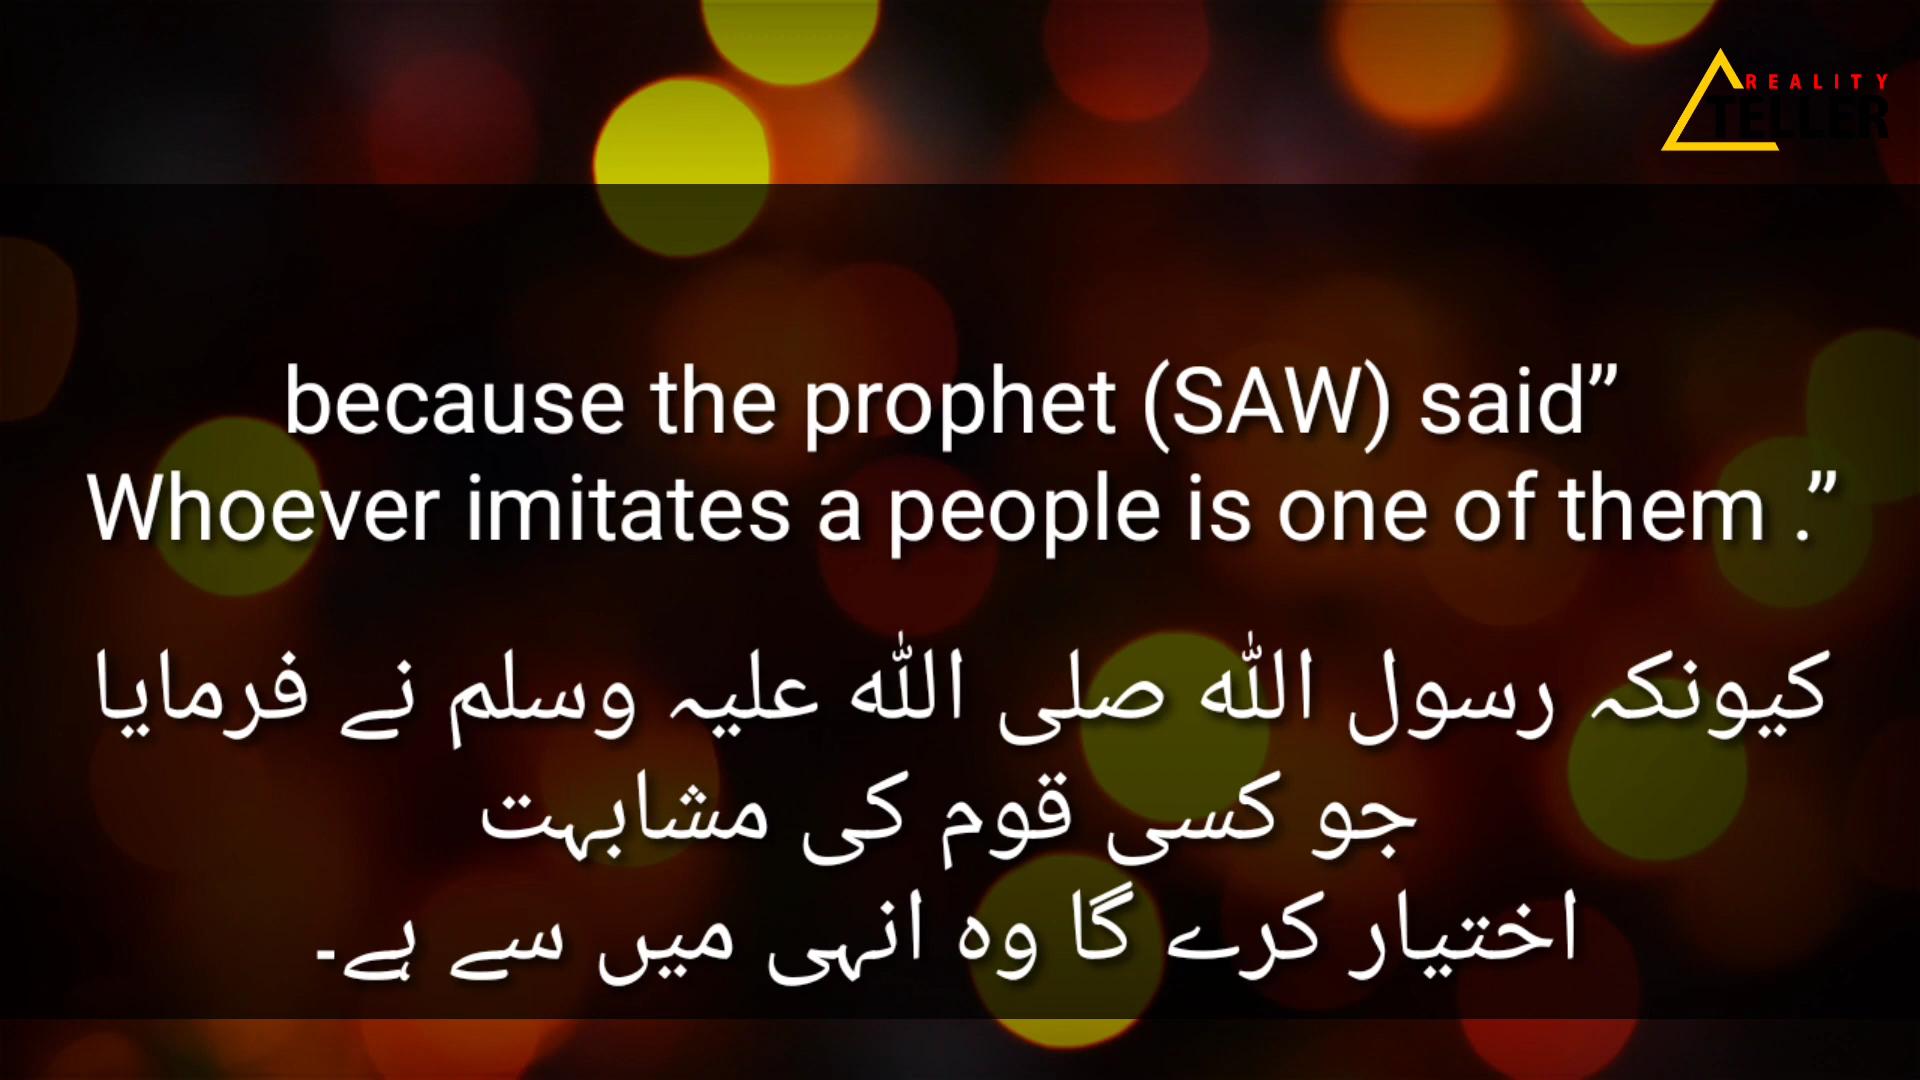 REALITY
TELLER
because the prophet (SAW) said”
Whoever imitates a people is one of them .”
کیونکہ رسول اللہ صلی اللہ علیہ وسلم نے فرمایا
جو کسی قوم کی مشابہت
اختیار کرے گا وہ انہی میں سے ہے۔